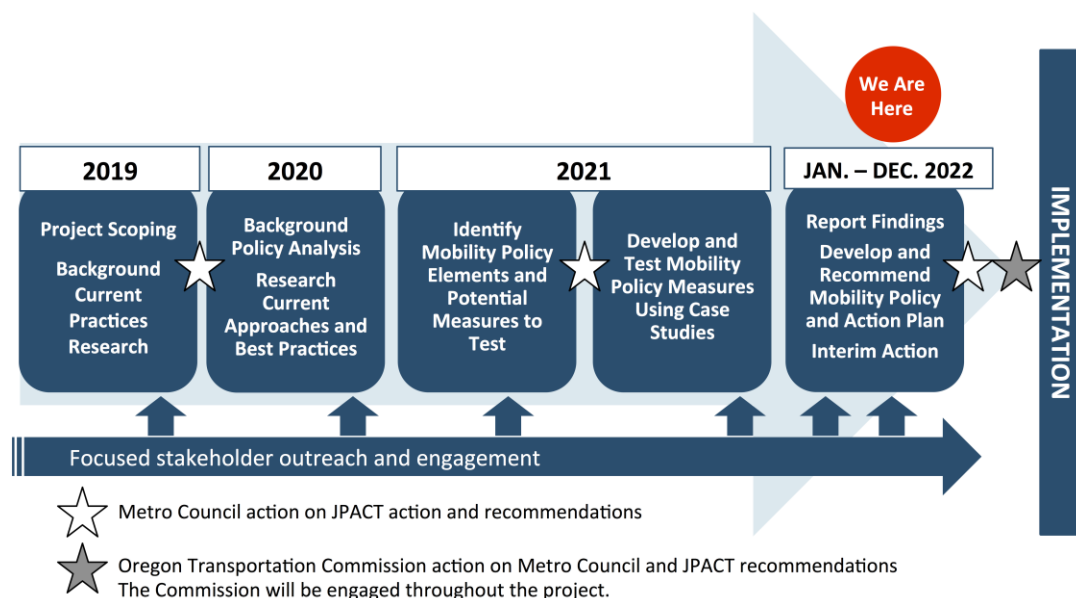 We Are
Here
2019
2020
2021
JAN. – DEC. 2022
Project Scoping
Background
Current
Practices
Research
Background
Policy Analysis
Research
Current
Approaches and
Best Practices
Identify
Mobility Policy
Elements and
Potential
Measures to
Test
Develop and
Test Mobility
Policy Measures
Using Case
Studies
Report Findings
Develop and
Recommend
Mobility Policy
and Action Plan
Interim Action
IMPLEMENTATION
Focused stakeholder outreach and engagement
Metro Council action on JPACT action and recommendations
Oregon Transportation Commission action on Metro Council and JPACT recommendations
The Commission will be engaged throughout the project.